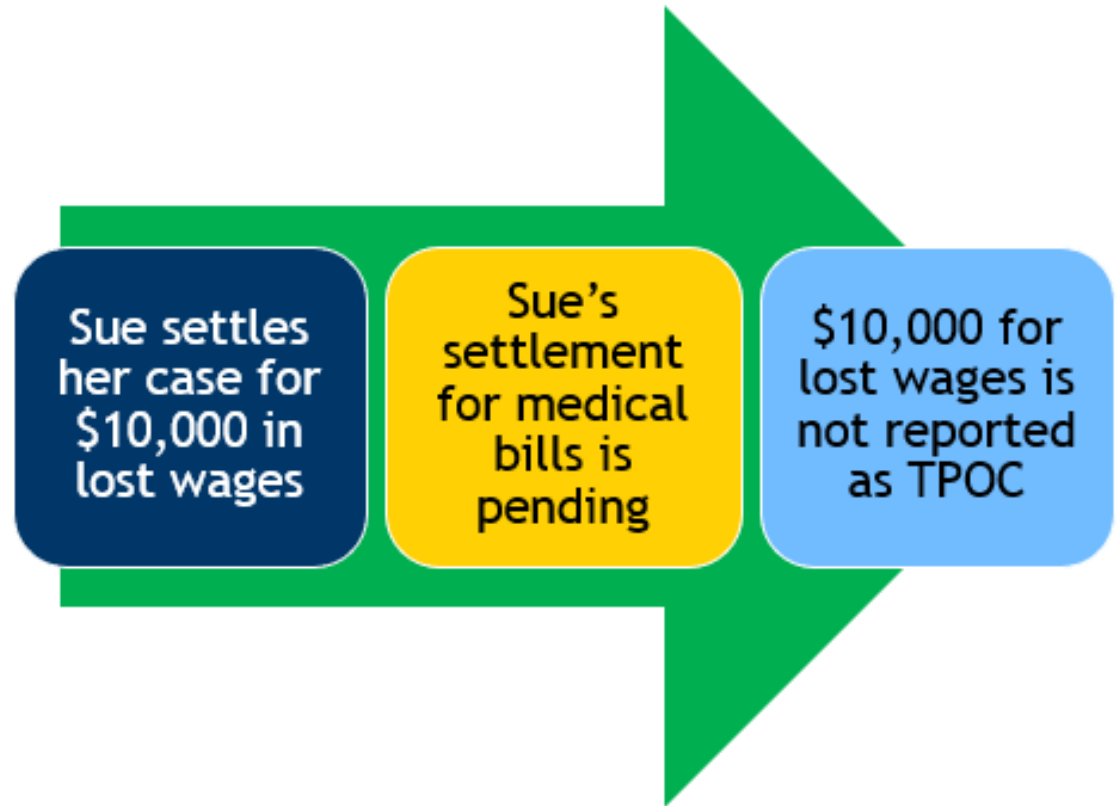 Sue settles
her case for
$10,000 in
lost wages
Sue’s
settlement
for medical
bills is
pending
$10,000 for
lost wages is
not reported
as TPOC